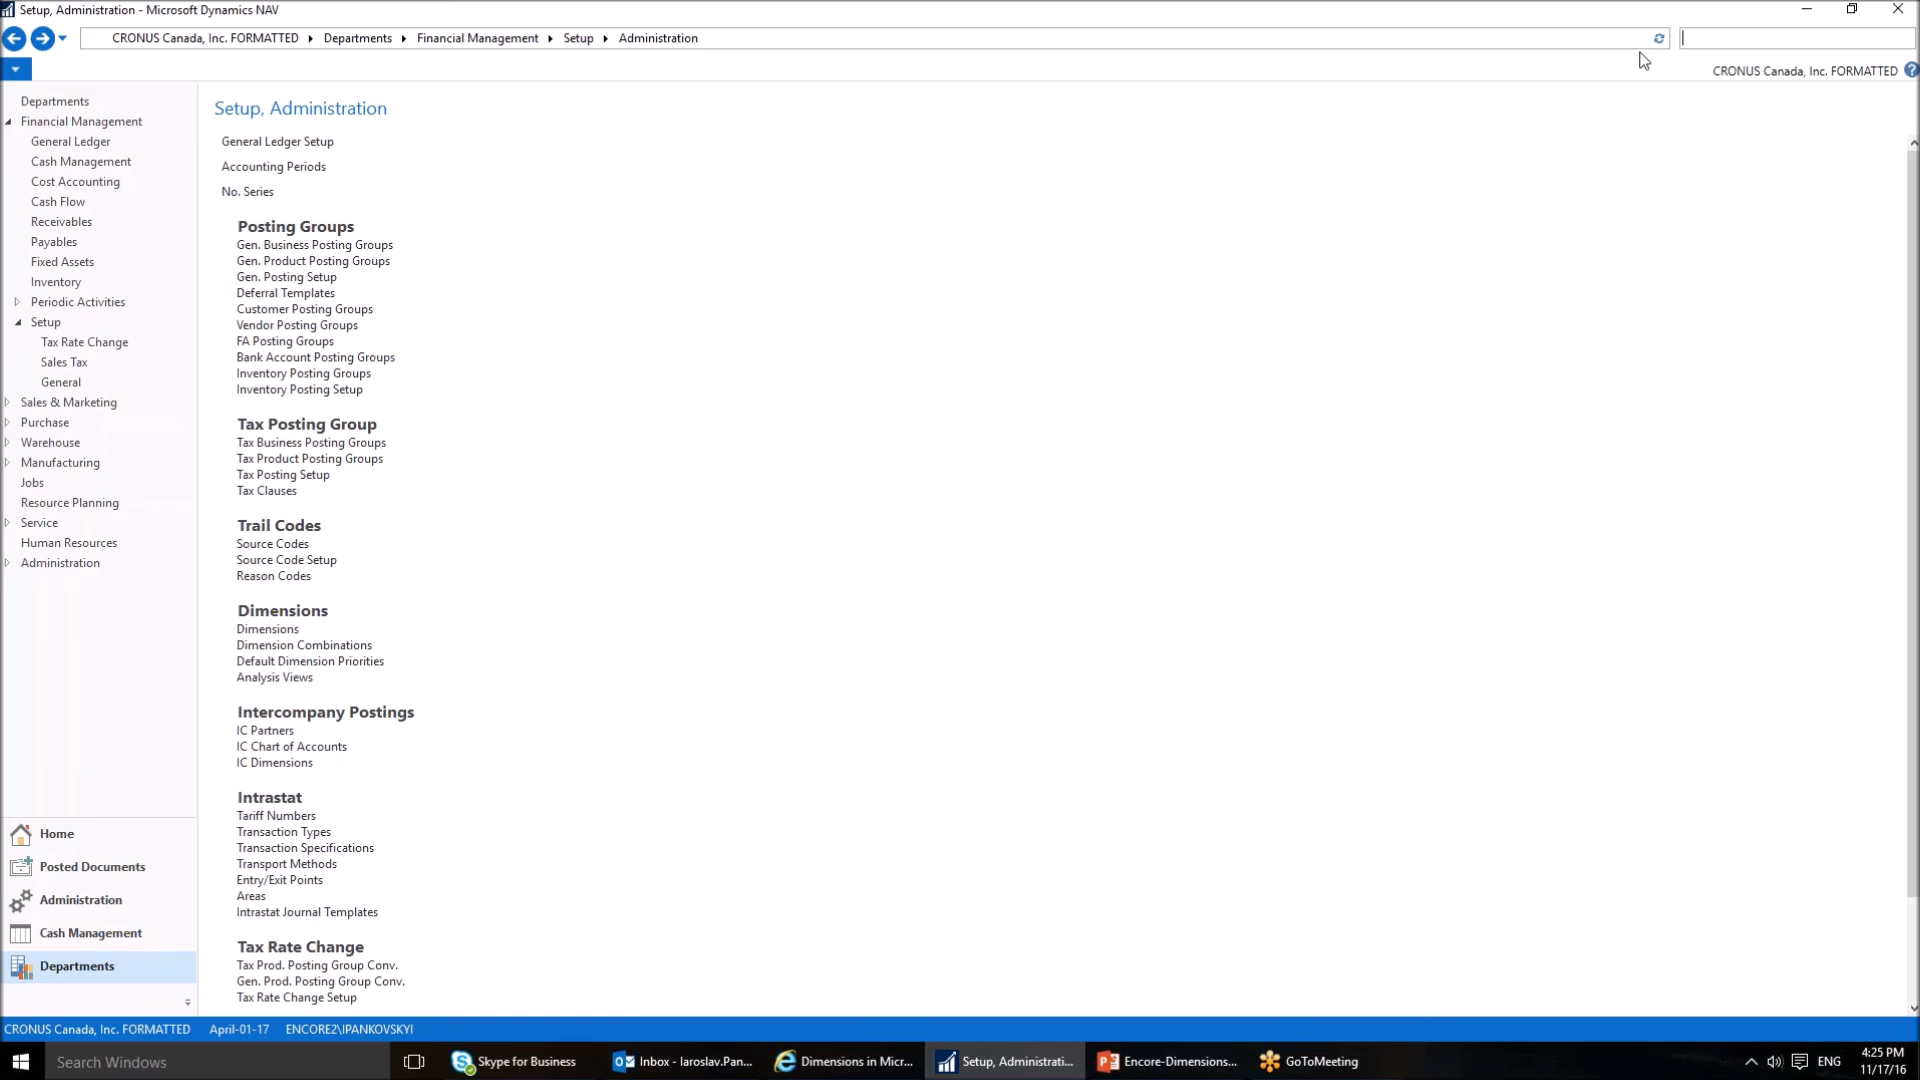 Setup, Administration - Microsoft Dynamics NAV
CRONUS Canada, Inc. FORMATTED Departments Financial Management Setup Administration
CRONUS Canada, Inc. FORMATTED
Departments
Financial Management
General Ledger
Cash Management
Cost Accounting
Cash Flow
Receivables
Payables
Fixed Assets
Inventory
Periodic Activities
Setup
Tax Rate Change
Sales Tax
General
Sales & Marketing
Purchase
Warehouse
Manufacturing
Jobs
Resource Planning
Service
Human Resources
Administration
Home
Posted Documents
Administration
Cash Management
Departments
Setup, Administration
General Ledger Setup
Accounting Periods
No. Series
Posting Groups
Gen. Business Posting Groups
Gen. Product Posting Groups
Gen. Posting Setup
Deferral Templates
Customer Posting Groups
Vendor Posting Groups
FA Posting Groups
Bank Account Posting Groups
Inventory Posting Groups
Inventory Posting Setup
Tax Posting Group
Tax Business Posting Groups
Tax Product Posting Groups
Tax Posting Setup
Tax Clauses
Trail Codes
Source Codes
Source Code Setup
Reason Codes
Dimensions
Dimensions
Dimension Combinations
Default Dimension Priorities
Analysis Views
Intercompany Postings
IC Partners
IC Chart of Accounts
IC Dimensions
Intrastat
Tariff Numbers
Transaction Types
Transaction Specifications
Transport Methods
Entry/Exit Points
Areas
Intrastat Journal Templates
Tax Rate Change
Tax Prod. Posting Group Conv.
Gen. Prod. Posting Group Conv.
Tax Rate Change Setup
CRONUS Canada, Inc. FORMATTED April-01-17 ENCORE2\IPANKOVSKYI
Search Windows Skype for Business Inbox - Iaroslav.Pan... Dimensions in Micr... Setup, Administrati... Encore-Dimensions... GoToMeeting ENG 4:25 PM
11/17/16